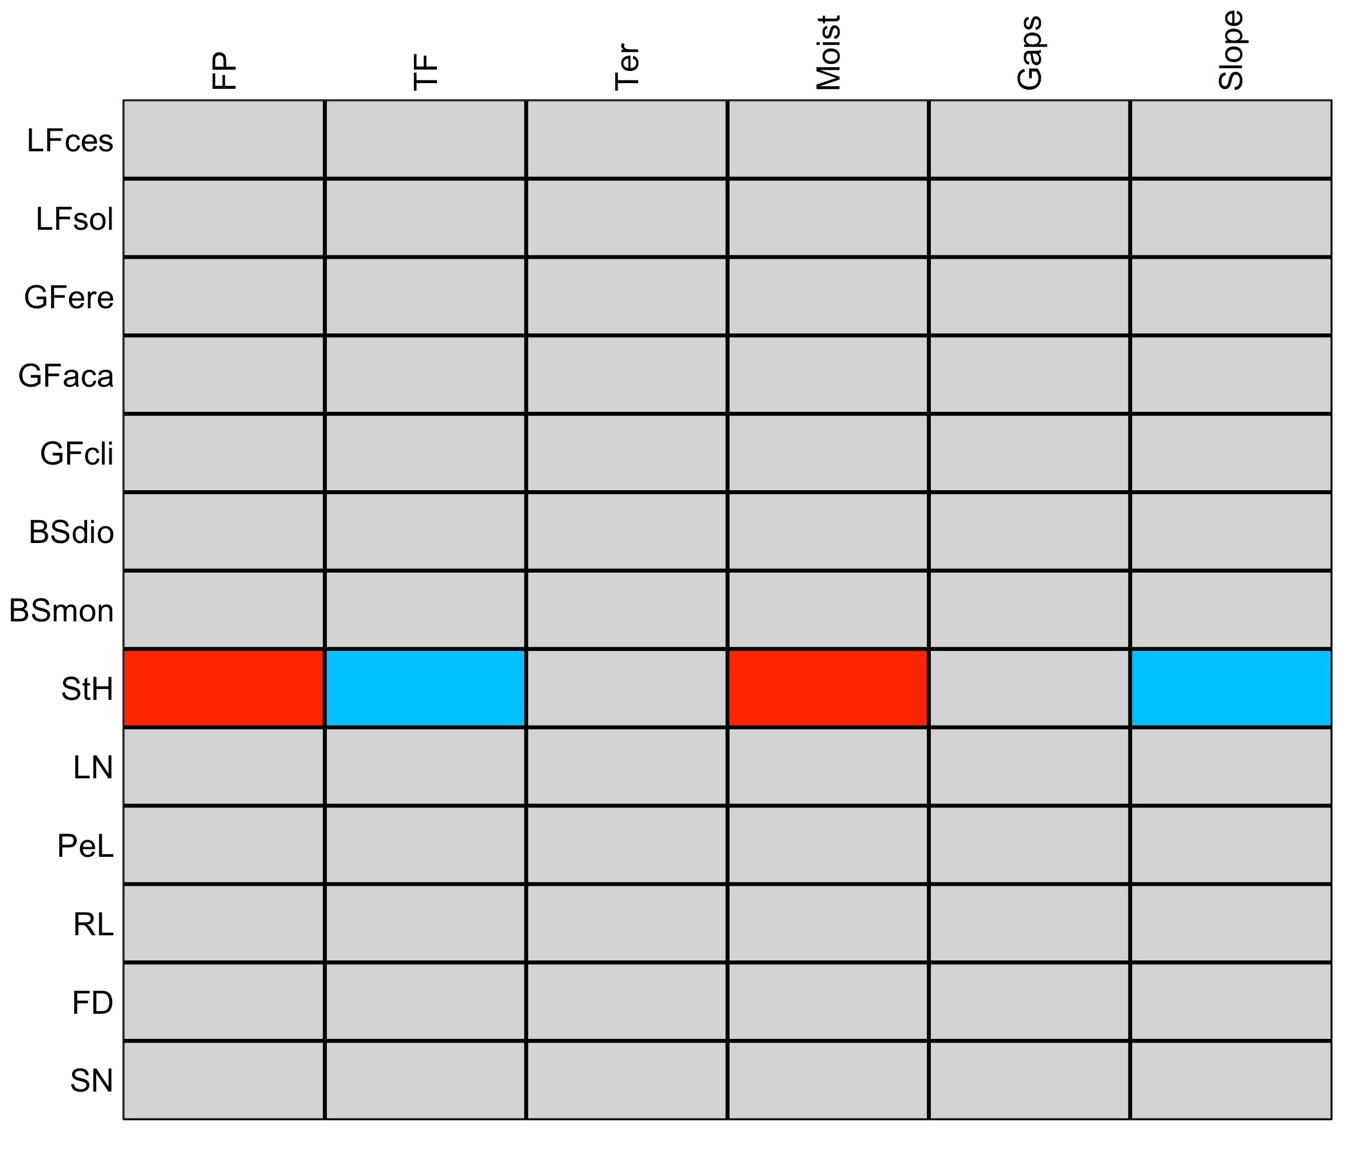 FP TF Ter Moist Gaps Slope
LFces
LFsol
GFere
GFaca
GFcli
BSdio
BSmon
StH
LN
PeL
RL
FD
SN